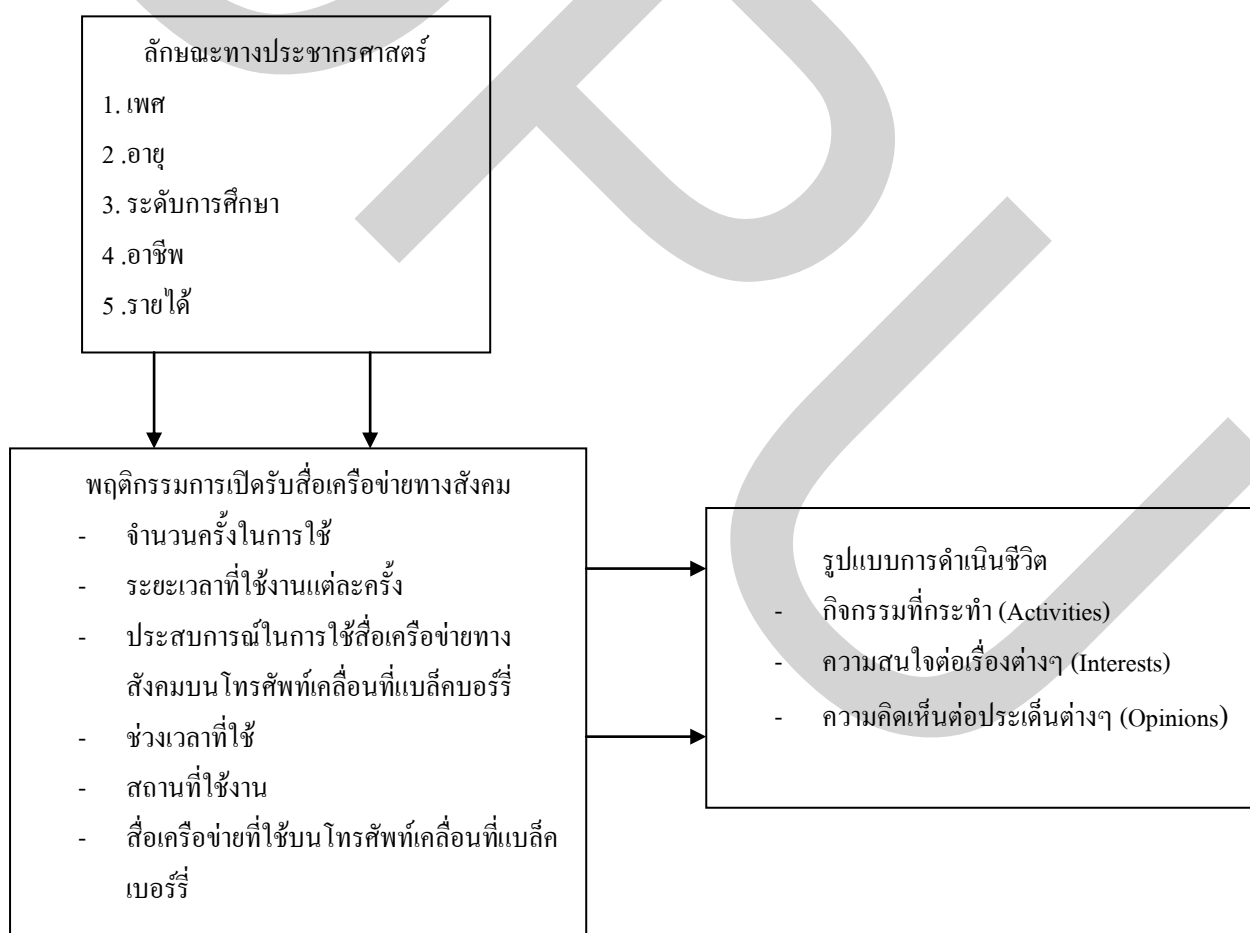 ลักษณะทางประชากรศาสตร์
1. เพศ
2 .อายุ
3. ระดับการศึกษา
4 .อาชีพ
5 .รายได้
พฤติกรรมการเปิดรับสื่อเครือข่ายทางสังคม
- จำนวนครั้งในการใช้
- ระยะเวลาที่ใช้งานแต่ละครั้ง
- ประสบการณ์ในการใช้สื่อเครือข่ายทาง
สังคมบนโทรศัพท์เคลื่อนที่แบล็คบอร์รี่
- ช่วงเวลาที่ใช้
- สถานที่ใช้งาน
- สื่อเครือข่ายที่ใช้บนโทรศัพท์เคลื่อนที่แบล็ค
เบอร์รี่
รูปแบบการดำเนินชีวิต
- กิจกรรมที่กระทำ (Activities)
- ความสนใจต่อเรื่องต่างๆ (Interests)
- ความคิดเห็นต่อประเด็นต่างๆ (Opinions)